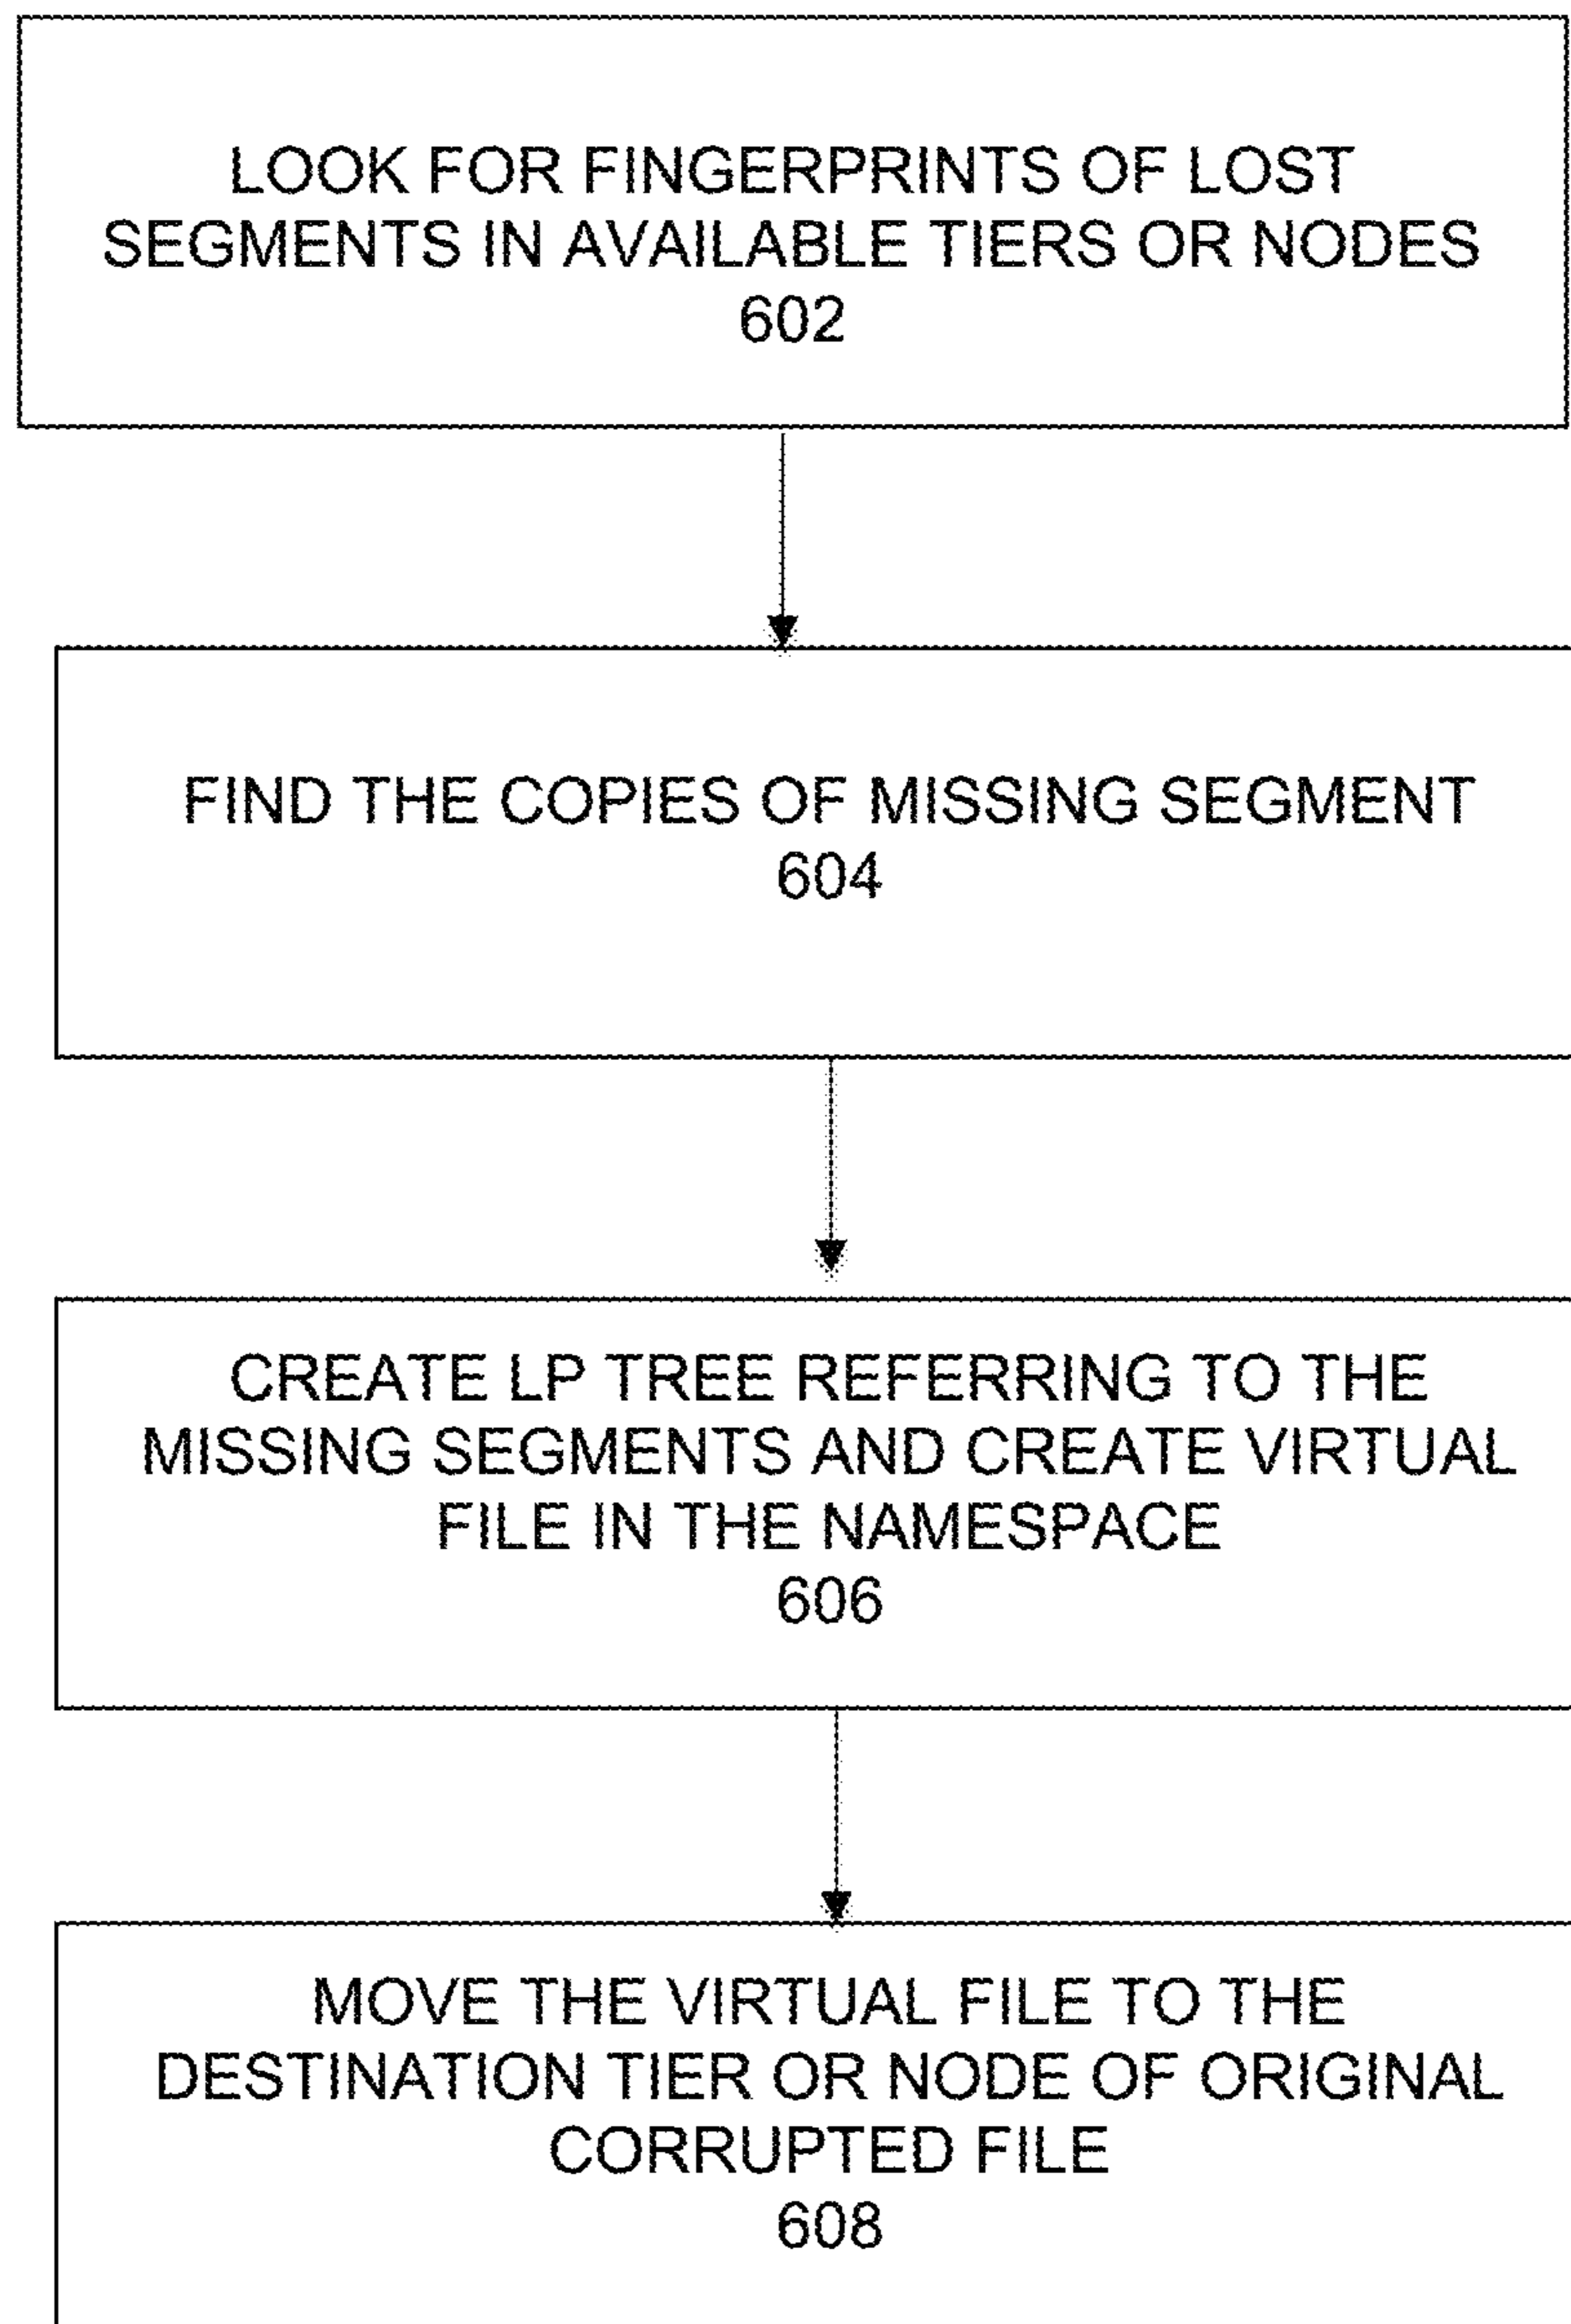 LOOK FOR FINGERPRINTS OF LOST
SEGMENTS IN AVAILABLE TIERS OR NODES
602
FIND THE COPIES OF MISSING SEGMENT
604
CREATE LP TREE REFERRING TO THE
MISSING SEGMENTS AND CREATE VIRTUAL
FILE IN THE NAMESPACE
606
MOVE THE VIRTUAL FILE TO THE
DESTINATION TIER OR NODE OF ORIGINAL
CORRUPTED FILE
608